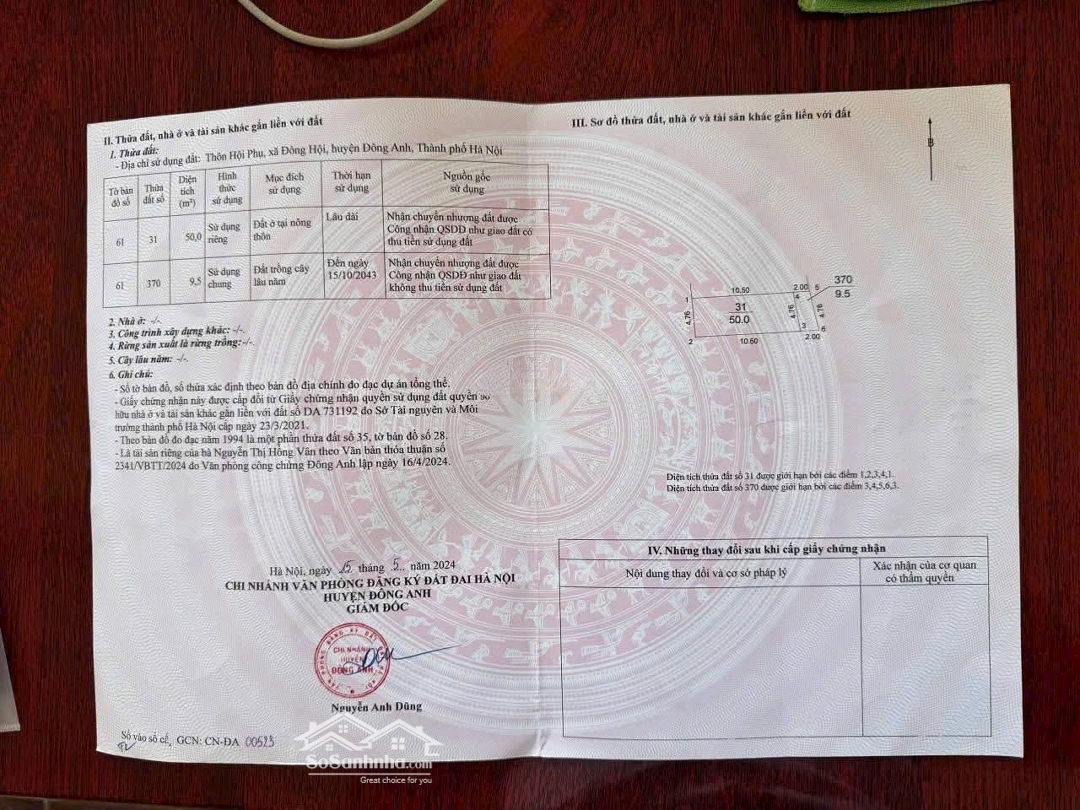 II. Thửa đất, nhà ở và tài sản khác gắn liền với đất
1. Thửa đất:
- Địa chỉ sử dụng đất: Thôn Hội Phụ, xã Đông Hội, huyện Đông Anh, Thành phố Hà Nội
Tờ bản đồ số
Thửa đất số
Diện tích (m²)
Hình thức sử dụng
Mục đích sử dụng
Thời hạn sử dụng
Nguồn gốc sử dụng
61
31
50,0
Sử dụng riêng
Đất ở tại nông thôn
Lâu dài
Nhận chuyển nhượng đất được
Công nhận QSDĐ như giao đất có
thu tiền sử dụng đất
61
370
9,5
Sử dụng chung
Đất trồng cây lâu năm
Đến ngày 15/10/2043
Nhận chuyển nhượng đất được
Công nhận QSDĐ như giao đất
không thu tiền sử dụng đất
2. Nhà ở: -/-
3. Công trình xây dựng khác: -/-.
4. Rừng sản xuất là rừng trồng:-/-.
5. Cây lâu năm: -/-.
6. Ghi chú:
- Số tờ bản đồ, số thửa xác định theo bản đồ địa chính đo đạc dự án tổng thể.
- Giấy chứng nhận này được cấp đổi từ Giấy chứng nhận quyền sử dụng đất quyền sở
hữu nhà ở và tài sản khác gắn liền với đất số DA 731192 do Sở Tài nguyên và Môi
trường thành phố Hà Nội cấp ngày 23/3/2021.
- Theo bản đồ đo đạc năm 1994 là một phần thửa đất số 35, tờ bản đồ số 28.
- Là tài sản riêng của bà Nguyễn Thị Hồng Vân theo Văn bản thỏa thuận số
2341/VBTT/2024 do Văn phòng công chứng Đông Anh lập ngày 16/4/2024.
Hà Nội, ngày 15 tháng 5 năm 2024
CHI NHÁNH VĂN PHÒNG ĐĂNG KÝ ĐẤT ĐAI HÀ NỘI
HUYỆN ĐÔNG ANH
GIÁM ĐỐC
CHI NHÁNH
HUYỆN
ĐÔNG ANH
Nguyễn Anh Dũng
Số vào sổ cấp GCN: CN-ĐA 00523
III. Sơ đồ thửa đất, nhà ở và tài sản khác gắn liền với đất
B
370
9.5
10.50
2.00
5
1
4
31
50.0
4.76
4.76
4.76
3
6
2
10.50
2.00
Diện tích thửa đất số 31 được giới hạn bởi các điểm 1,2,3,4,1.
Diện tích thửa đất số 370 được giới hạn bởi các điểm 3,4,5,6,3.
IV. Những thay đổi sau khi cấp giấy chứng nhận
Nội dung thay đổi và cơ sở pháp lý
Xác nhận của cơ quan
có thẩm quyền
SoSanhnha.com
Great choice for you